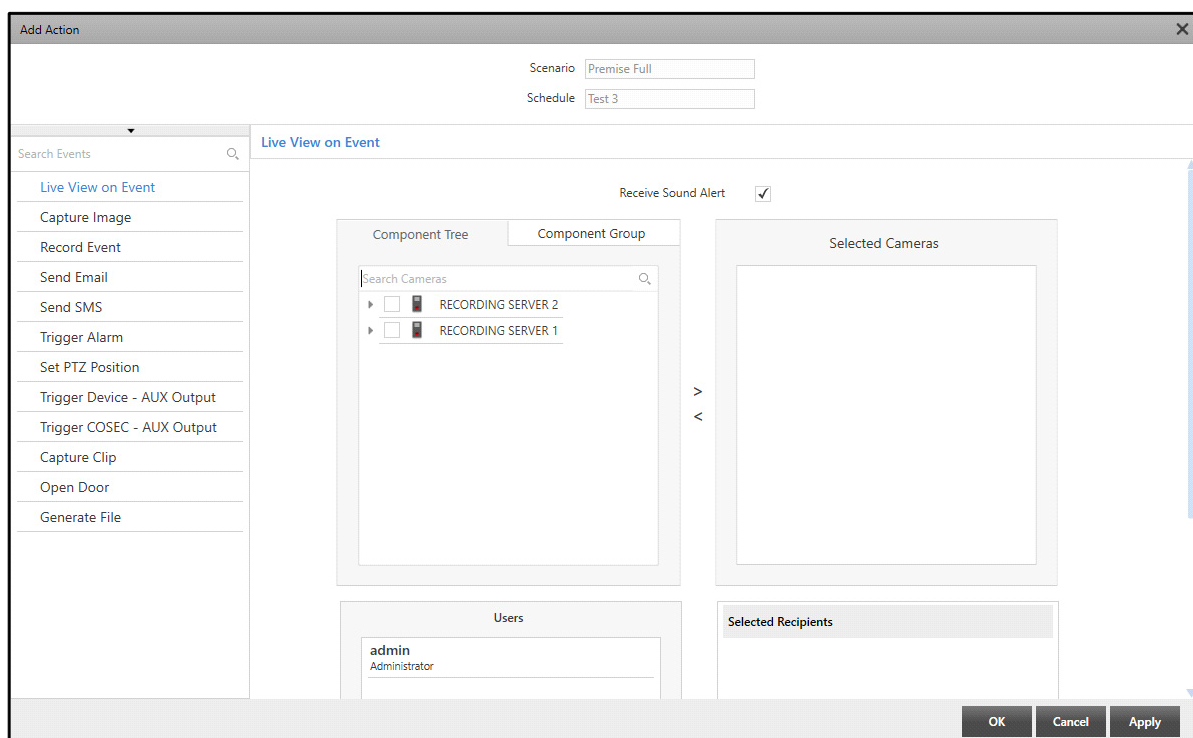 Add Action
Scenario Premise Full
Schedule Test 3
Search Events
Live View on Event
Capture Image
Record Event
Send Email
Send SMS
Trigger Alarm
Set PTZ Position
Trigger Device - AUX Output
Trigger COSEC - AUX Output
Capture Clip
Open Door
Generate File
Live View on Event
Receive Sound Alert
Component Tree
Component Group
Search Cameras
RECORDING SERVER 2
RECORDING SERVER 1
>
<
Selected Cameras
Users
admin
Administrator
Selected Recipients
OK
Cancel
Apply